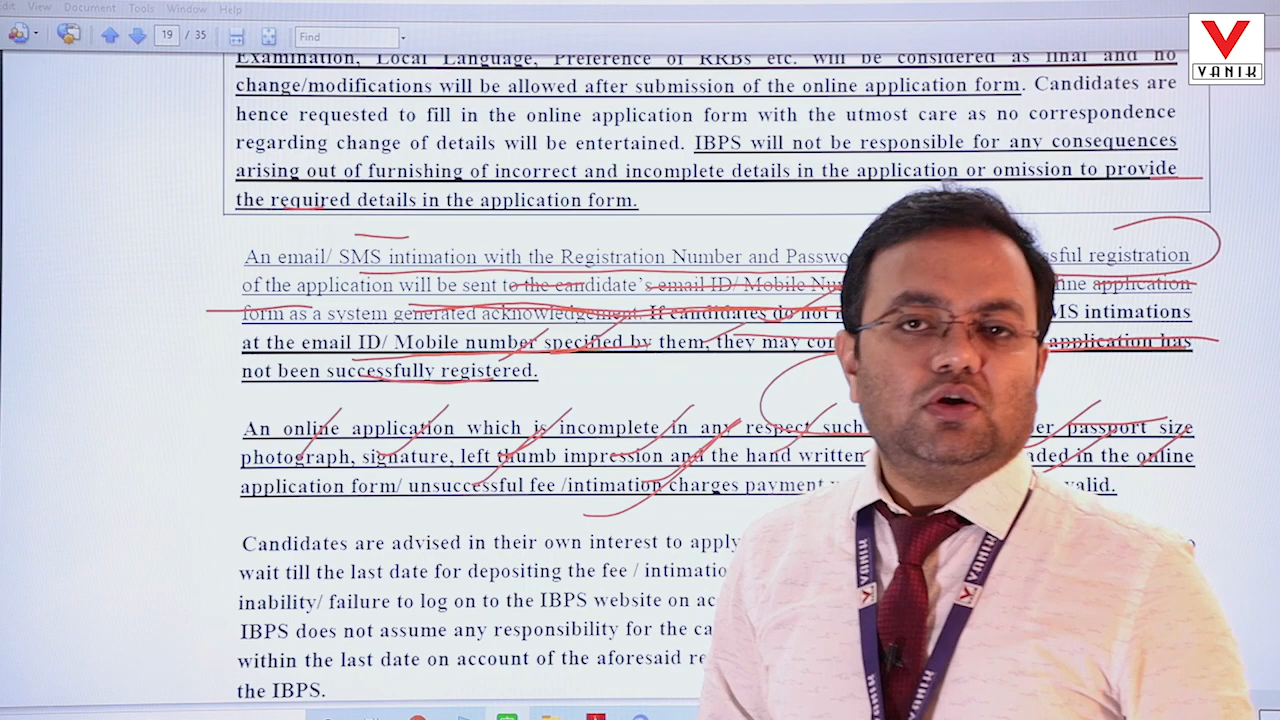 Edit View Document Tools Window Help
19 / 35 Find
VANIK
Examination, Local Language, Preference of RRBs etc. will be considered as final and no
change/modifications will be allowed after submission of the online application form. Candidates are
hence requested to fill in the online application form with the utmost care as no correspondence
regarding change of details will be entertained. IBPS will not be responsible for any consequences
arising out of furnishing of incorrect and incomplete details in the application or omission to provide
the required details in the application form.
An email/ SMS intimation with the Registration Number and registration
of the application will be sent to the candidate's email ID/ Mobile application
form as a system generated acknowledgement. If candidates do not SMS intimations
at the email ID/ Mobile number specified by them, they may application has
not been successfully registered.
An online application which is incomplete in any respect such passport size
photograph, signature, left thumb impression and the hand written in the online
application form/ unsuccessful fee /intimation charges payment valid.
Candidates are advised in their own interest to apply
wait till the last date for depositing the fee /
inability/ failure to log on to the IBPS website on
IBPS does not assume any responsibility for the
within the last date on account of the aforesaid
the IBPS.
VANIK
VANIK
VANIK
VANIK